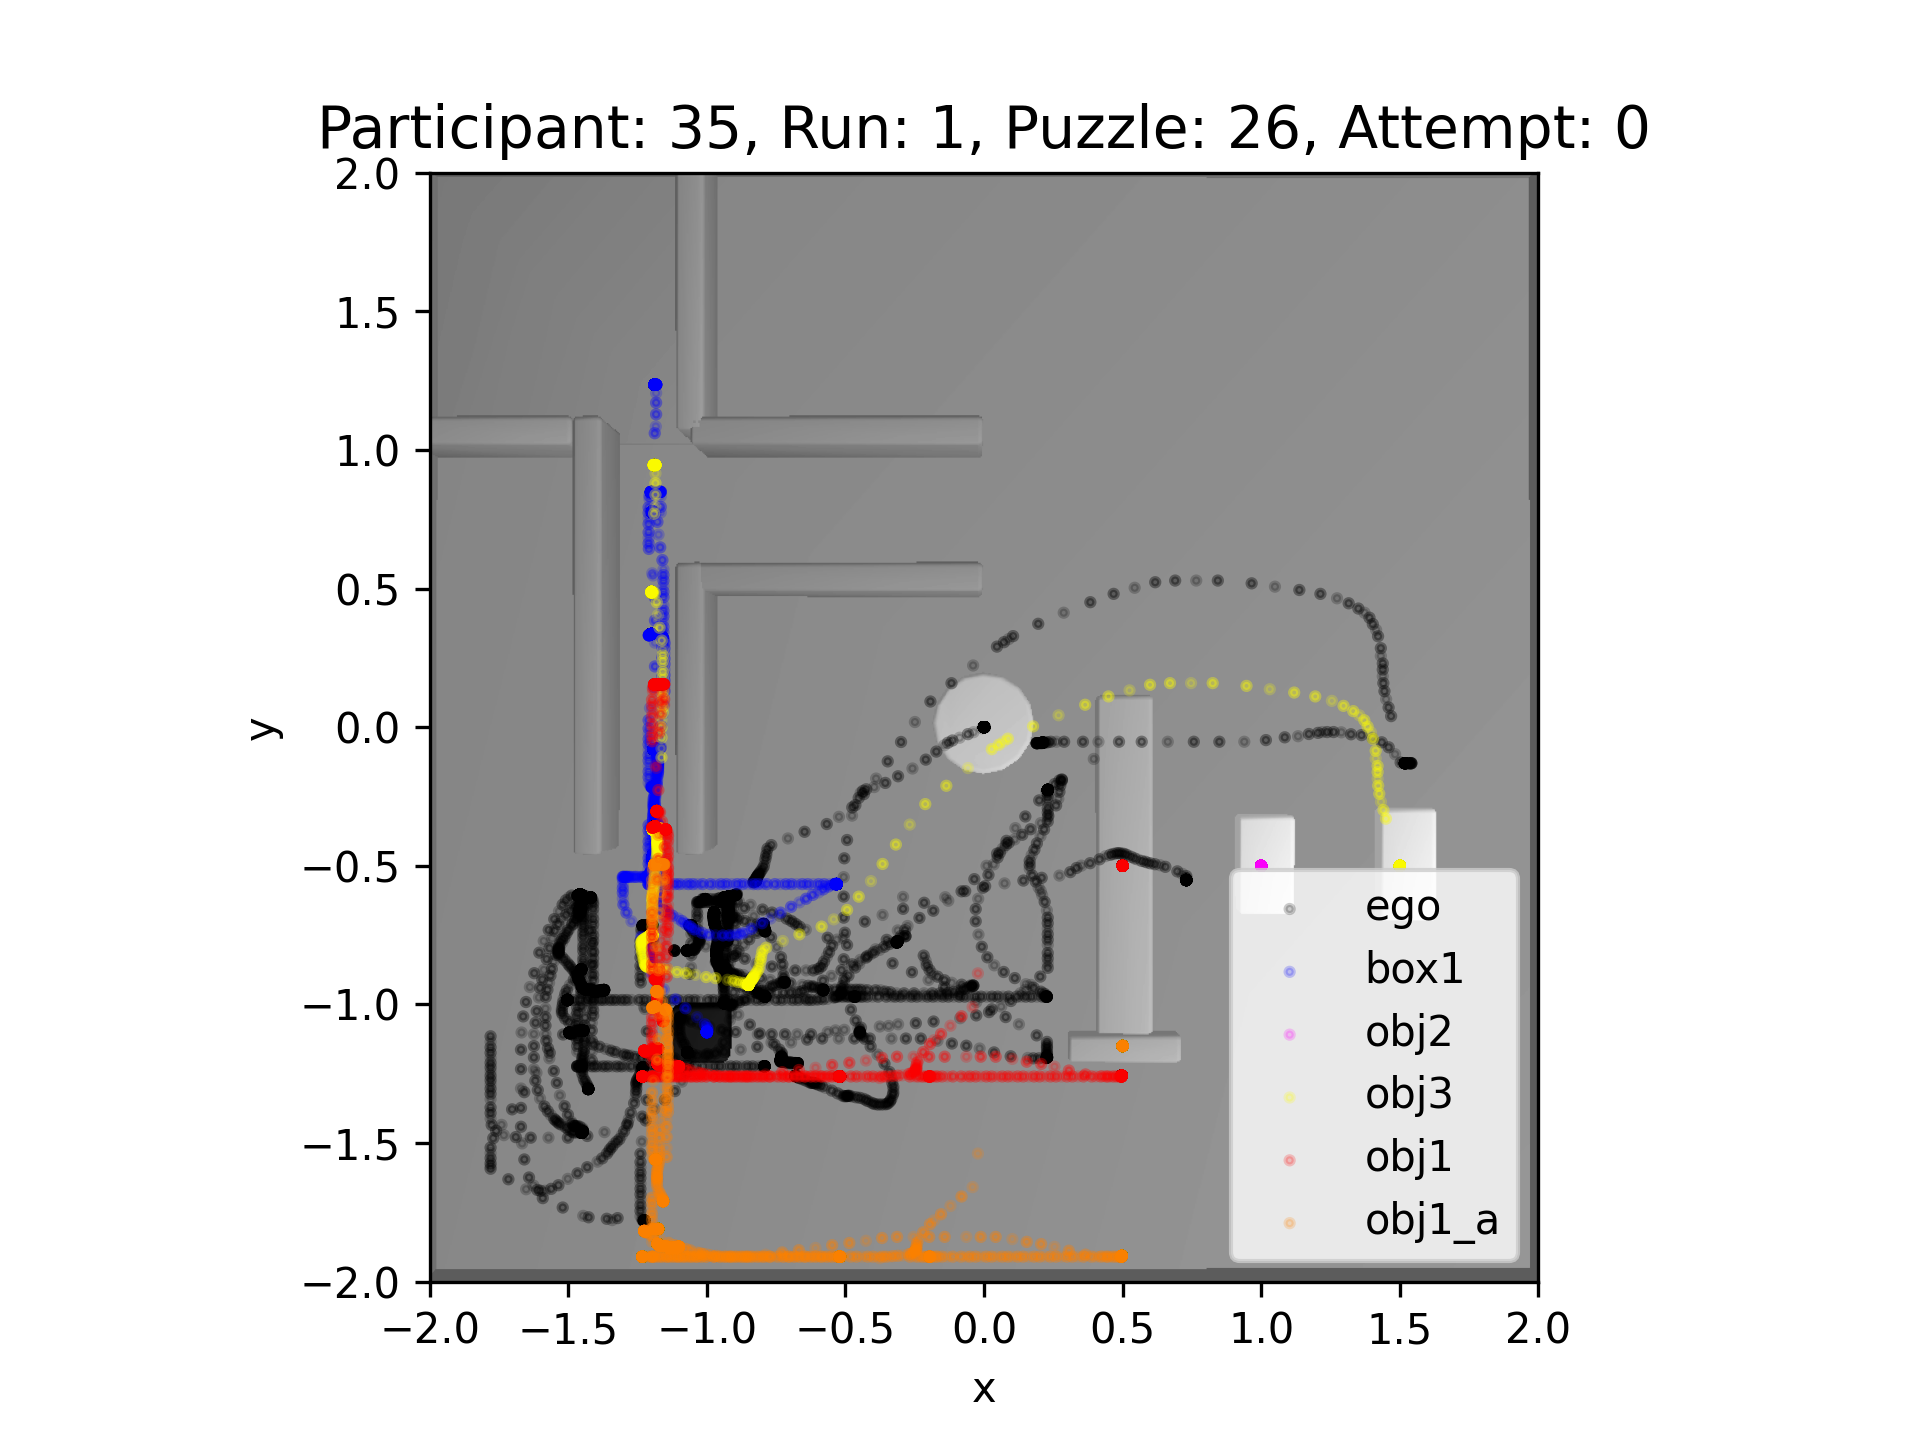 Participant: 35, Run: 1, Puzzle: 26, Attempt: 0
2.0
1.5
1.0
0.5
0.0
−0.5
−1.0
−1.5
−2.0
y
ego
box1
obj2
obj3
obj1
obj1_a
−2.0 −1.5 −1.0 −0.5 0.0 0.5 1.0 1.5 2.0
x